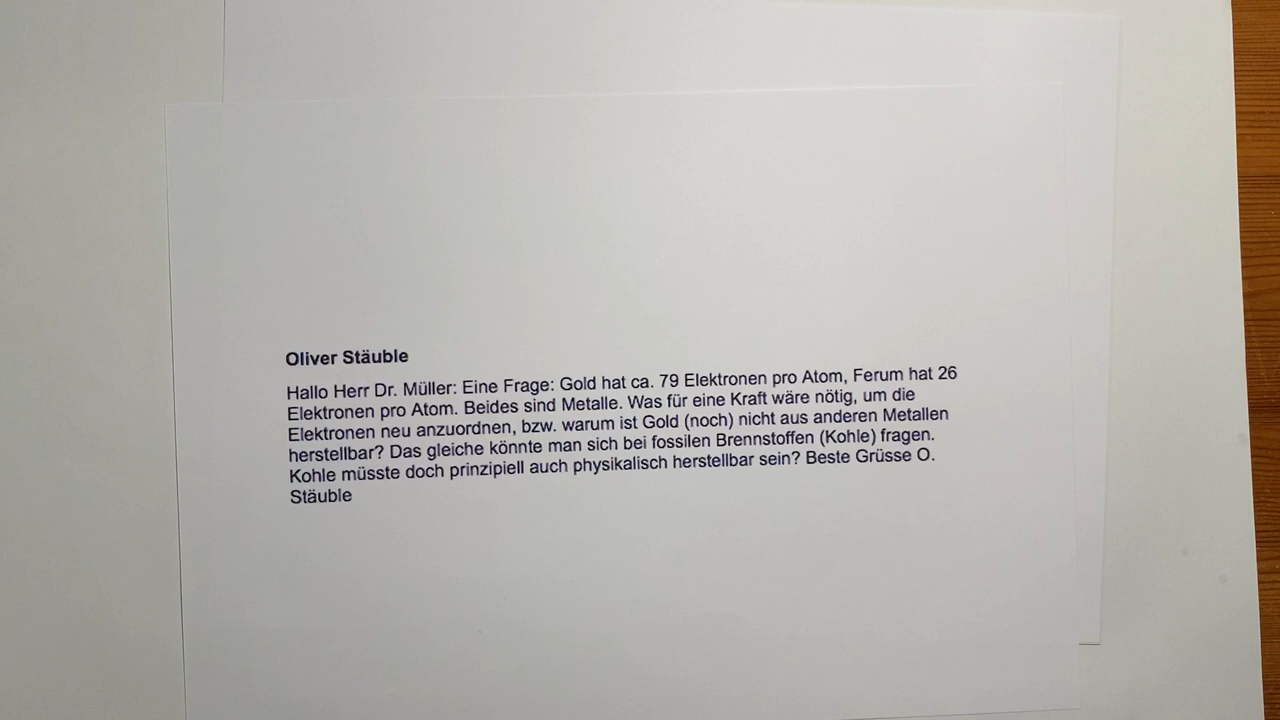 Oliver Stäuble
Hallo Herr Dr. Müller: Eine Frage: Gold hat ca. 79 Elektronen pro Atom, Ferum hat 26
Elektronen pro Atom. Beides sind Metalle. Was für eine Kraft wäre nötig, um die
Elektronen neu anzuordnen, bzw. warum ist Gold (noch) nicht aus anderen Metallen
herstellbar? Das gleiche könnte man sich bei fossilen Brennstoffen (Kohle) fragen.
Kohle müsste doch prinzipiell auch physikalisch herstellbar sein? Beste Grüsse O.
Stäuble